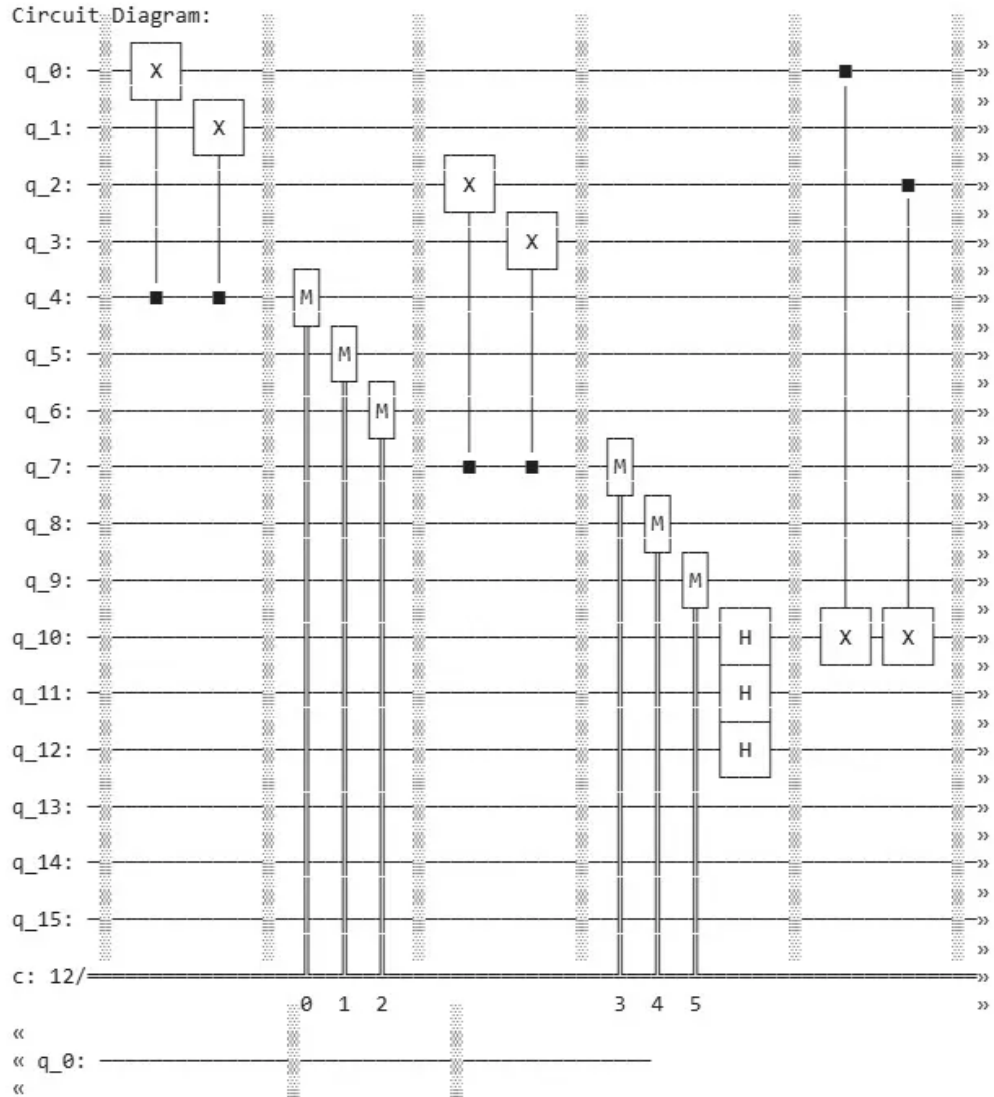 Circuit Diagram:
»
q_0: X ■ »
»
q_1: X »
»
q_2: X ■ »
»
q_3: X »
»
q_4: ■ ■ M »
»
q_5: M »
»
q_6: M »
»
q_7: ■ ■ M »
»
q_8: M »
»
q_9: M »
»
q_10: H X X »
»
q_11: H »
»
q_12: H »
»
q_13: »
»
q_14: »
»
q_15: »
»
c: 12/ »
0 1 2 3 4 5 »
«
« q_0:
«